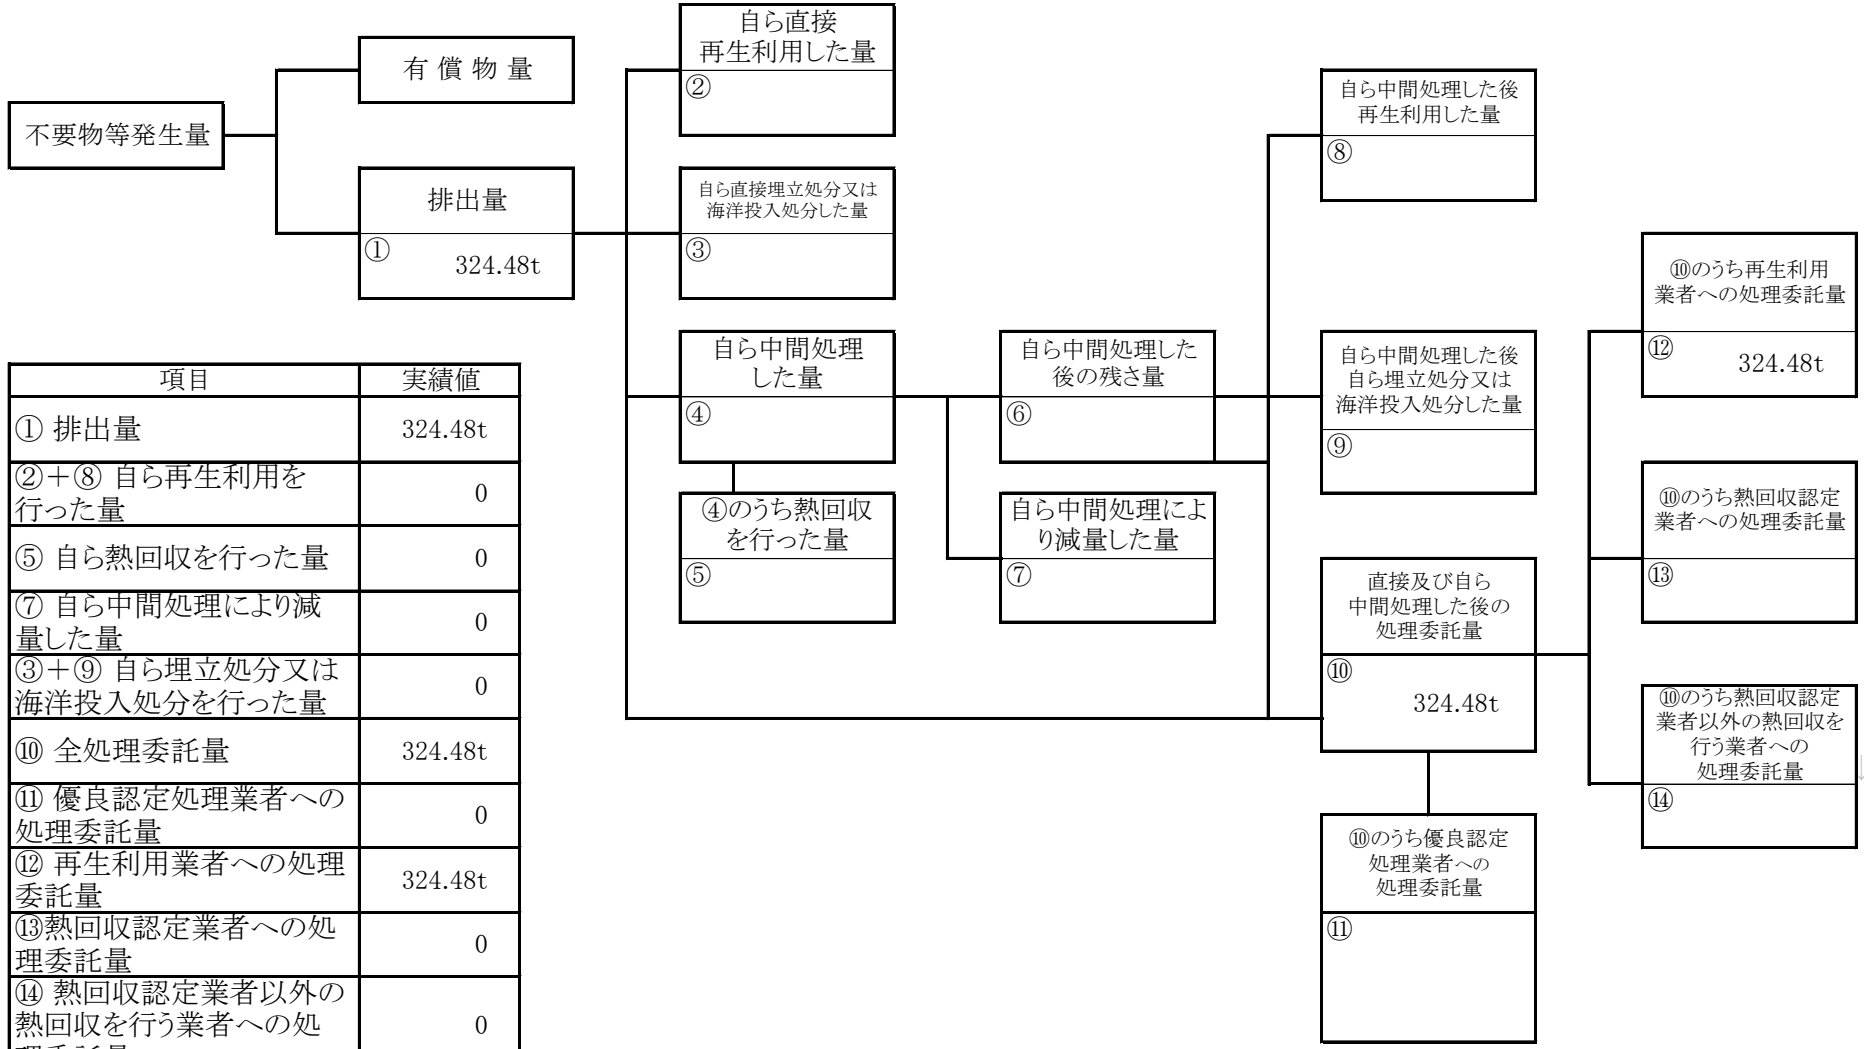 不要物等発生量
有 償 物 量
排出量
①
324.48t
自ら直接
再生利用した量
②
自ら直接埋立処分又は
海洋投入処分した量
③
自ら中間処理
した量
④
④のうち熱回収
を行った量
⑤
自ら中間処理した
後の残さ量
⑥
自ら中間処理によ
り減量した量
⑦
自ら中間処理した後
再生利用した量
⑧
自ら中間処理した後
自ら埋立処分又は
海洋投入処分した量
⑨
直接及び自ら
中間処理した後の
処理委託量
⑩
324.48t
⑩のうち優良認定
処理業者への
処理委託量
⑪
⑩のうち再生利用
業者への処理委託量
⑫
324.48t
⑩のうち熱回収認定
業者への処理委託量
⑬
⑩のうち熱回収認定
業者以外の熱回収を
行う業者への
処理委託量
⑭
項目 実績値
① 排出量 324.48t
②+⑧ 自ら再生利用を
行った量 0
⑤ 自ら熱回収を行った量 0
⑦ 自ら中間処理により減
量した量 0
③+⑨ 自ら埋立処分又は
海洋投入処分を行った量 0
⑩ 全処理委託量 324.48t
⑪ 優良認定処理業者への
処理委託量 0
⑫ 再生利用業者への処理
委託量 324.48t
⑬熱回収認定業者への処
理委託量 0
⑭ 熱回収認定業者以外の
熱回収を行う業者への処 0